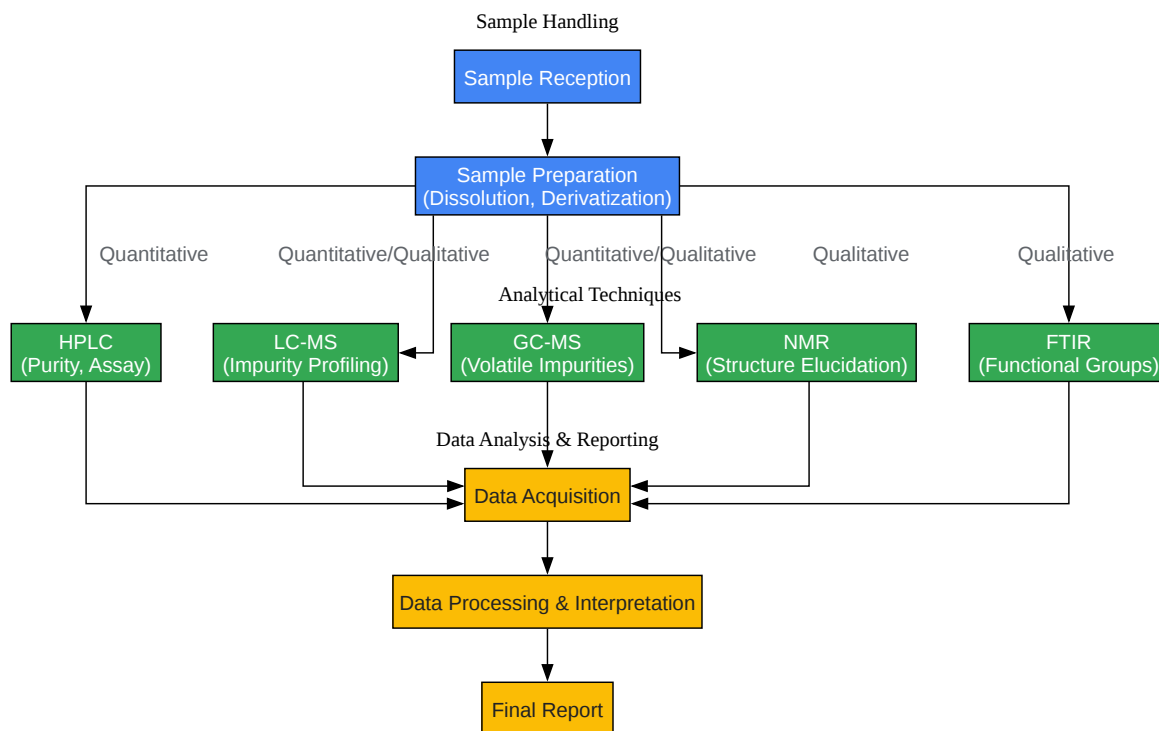 Sample Handling
Sample Reception
Sample Preparation
(Dissolution, Derivatization)
Quantitative
Quantitative/Qualitative
Quantitative/Qualitative
Qualitative
Qualitative
Analytical Techniques
HPLC
(Purity, Assay)
LC-MS
(Impurity Profiling)
GC-MS
(Volatile Impurities)
NMR
(Structure Elucidation)
FTIR
(Functional Groups)
Data Analysis & Reporting
Data Acquisition
Data Processing & Interpretation
Final Report